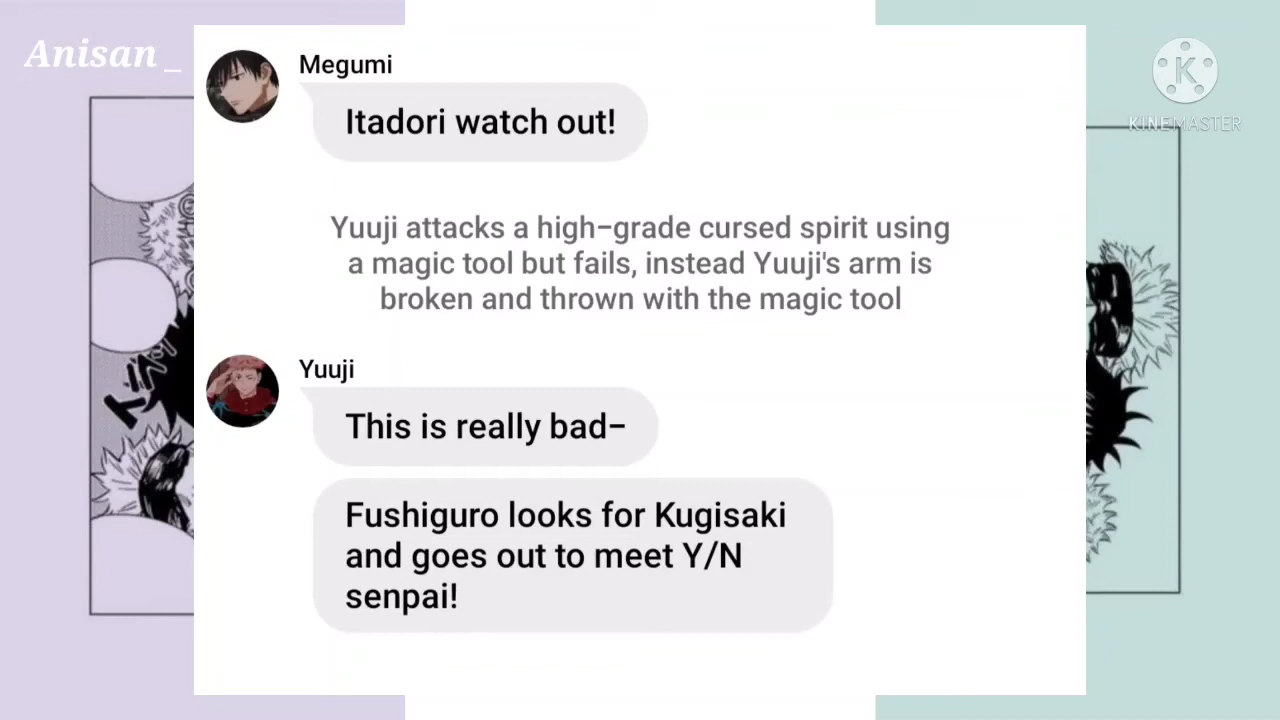 Anisan _
KINEMASTER
Megumi
Itadori watch out!
Yuuji attacks a high-grade cursed spirit using
a magic tool but fails, instead Yuuji's arm is
broken and thrown with the magic tool
Yuuji
This is really bad-
Fushiguro looks for Kugisaki
and goes out to meet Y/N
senpai!